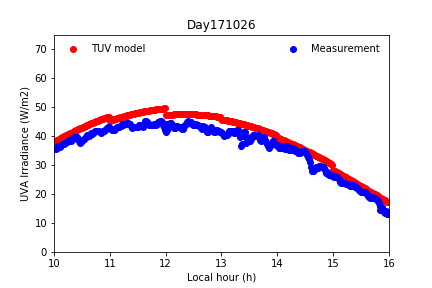 Day171026
TUV model
Measurement
UVA Irradiance (W/m2)
70
60
50
40
30
20
10
0
10 11 12 13 14 15 16
Local hour (h)